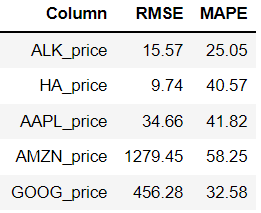 Column RMSE MAPE
ALK_price 15.57 25.05
HA_price 9.74 40.57
AAPL_price 34.66 41.82
AMZN_price 1279.45 58.25
GOOG_price 456.28 32.58